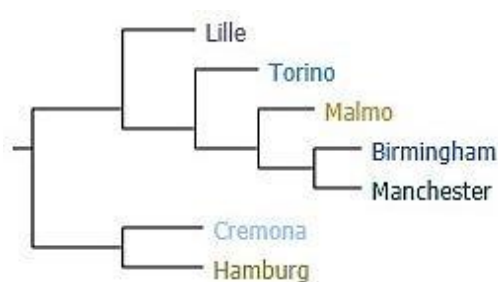 Lille
Torino
Malmo
Birmingham
Manchester
Cremona
Hamburg